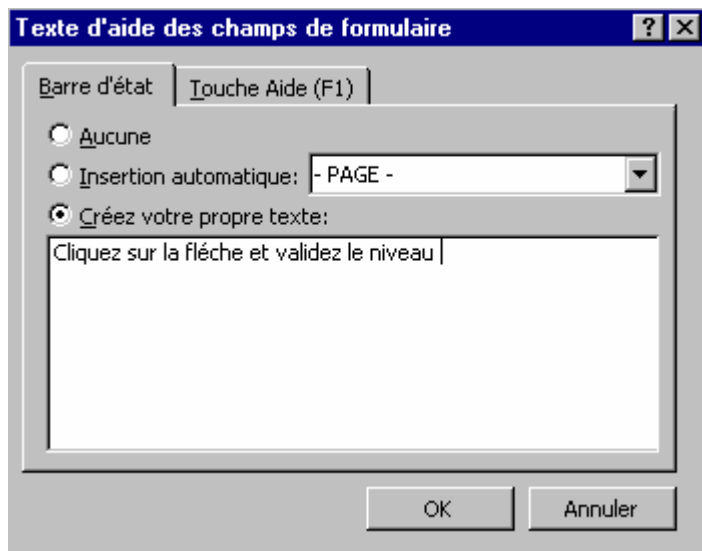 Texte d'aide des champs de formulaire
Barre d'état Touche Aide (F1)
Aucune
Insertion automatique: - PAGE -
Créez votre propre texte:
Cliquez sur la fléche et validez le niveau
OK Annuler